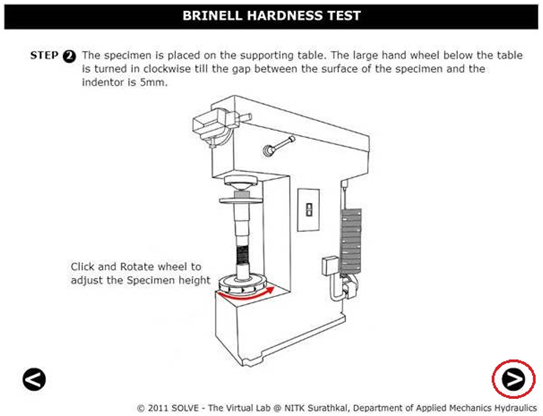 BRINELL HARDNESS TEST
STEP 2 The specimen is placed on the supporting table. The large hand wheel below the table
is turned in clockwise till the gap between the surface of the specimen and the
indentor is 5mm.
Click and Rotate wheel to
adjust the Specimen height
© 2011 SOLVE - The Virtual Lab @ NITK Surathkal, Department of Applied Mechanics Hydraulics